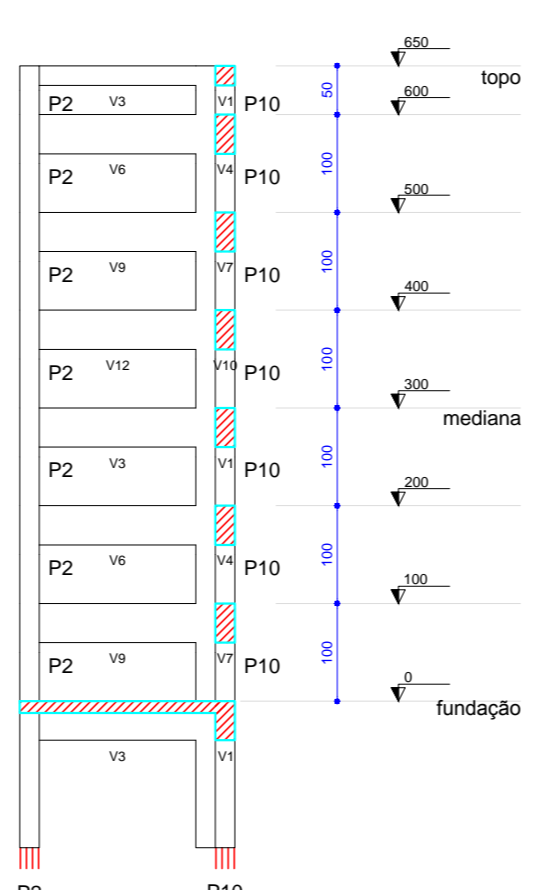 650
topo
P2 V3 V1 P10 50 600
P2 V6 V4 P10 100 500
P2 V9 V7 P10 100 400
P2 V12 V10 P10 100 300
mediana
P2 V3 V1 P10 100 200
P2 V6 V4 P10 100 100
P2 V9 V7 P10 100 0
fundação
V3 V1
P2 P10